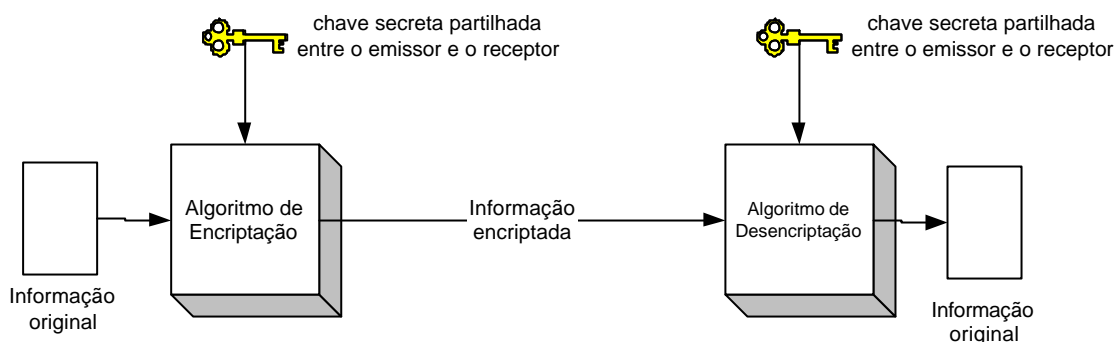 chave secreta partilhada
entre o emissor e o receptor
chave secreta partilhada
entre o emissor e o receptor
Algoritmo de
Encriptação
Informação
encriptada
Algoritmo de
Desencriptação
Informação
original
Informação
original